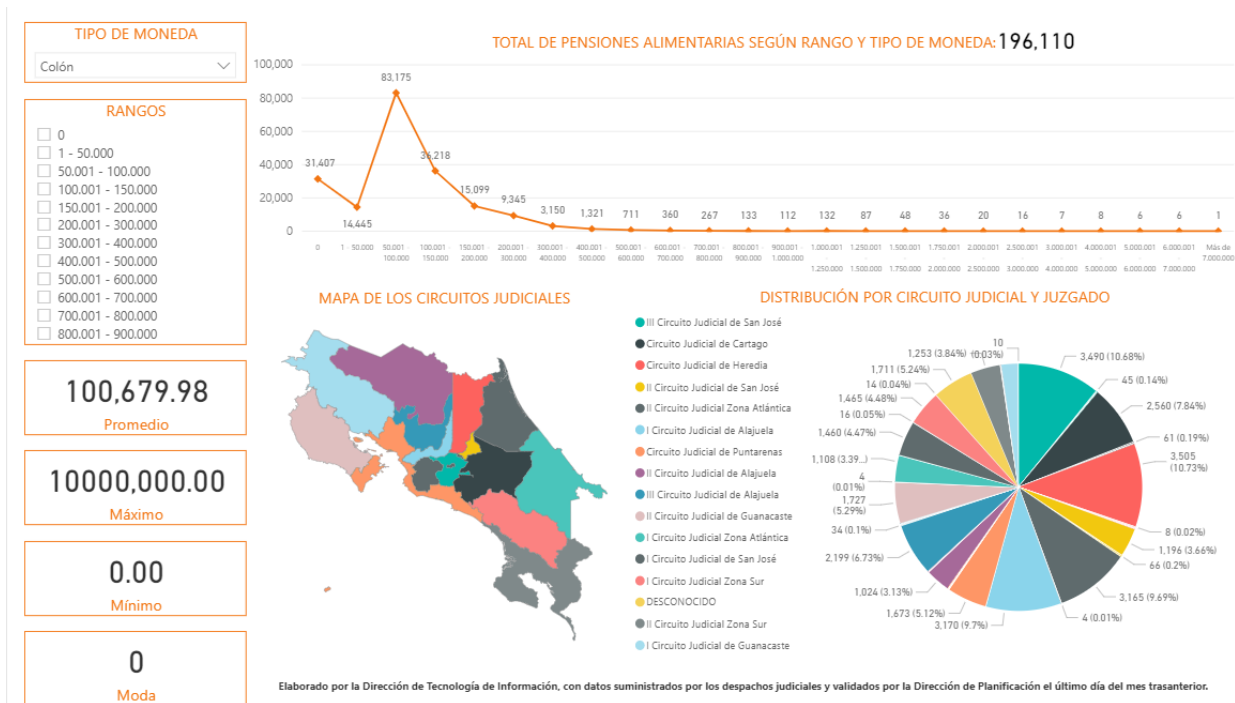 TIPO DE MONEDA
Colón
RANGOS
0
1 - 50.000
50.001 - 100.000
100.001 - 150.000
150.001 - 200.000
200.001 - 300.000
300.001 - 400.000
400.001 - 500.000
500.001 - 600.000
600.001 - 700.000
700.001 - 800.000
800.001 - 900.000
100,679.98
Promedio
10000,000.00
Máximo
0.00
Mínimo
0
Moda
TOTAL DE PENSIONES ALIMENTARIAS SEGÚN RANGO Y TIPO DE MONEDA: 196,110
100,000
80,000
60,000
40,000
20,000
0
31,407
14,445
83,175
36,218
15,099
9,345
3,150
1,321
711
360
267
133
112
132
87
48
36
20
16
7
8
6
6
1
0
1 - 50.000
50.001 - 100.000
100.001 - 150.000
150.001 - 200.000
200.001 - 300.000
300.001 - 400.000
400.001 - 500.000
500.001 - 600.000
600.001 - 700.000
700.001 - 800.000
800.001 - 900.000
900.001 - 1.000.000
1.000.001 - 1.250.000
1.250.001 - 1.500.000
1.500.001 - 1.750.000
1.750.001 - 2.000.000
2.000.001 - 2.500.000
2.500.001 - 3.000.000
3.000.001 - 4.000.000
4.000.001 - 5.000.000
5.000.001 - 6.000.000
6.000.001 - 7.000.000
Más de 7.000.000
MAPA DE LOS CIRCUITOS JUDICIALES
III Circuito Judicial de San José
Circuito Judicial de Cartago
Circuito Judicial de Heredia
II Circuito Judicial de San José
II Circuito Judicial Zona Atlántica
I Circuito Judicial de Alajuela
Circuito Judicial de Puntarenas
II Circuito Judicial de Alajuela
III Circuito Judicial de Alajuela
II Circuito Judicial de Guanacaste
I Circuito Judicial Zona Atlántica
I Circuito Judicial de San José
I Circuito Judicial Zona Sur
DESCONOCIDO
II Circuito Judicial Zona Sur
I Circuito Judicial de Guanacaste
DISTRIBUCIÓN POR CIRCUITO JUDICIAL Y JUZGADO
3,490 (10.68%)
45 (0.14%)
2,560 (7.84%)
61 (0.19%)
3,505
(10.73%)
8 (0.02%)
1,196 (3.66%)
66 (0.2%)
3,165 (9.69%)
4 (0.01%)
3,170 (9.7%)
1,673 (5.12%)
1,024 (3.13%)
2,199 (6.73%)
34 (0.1%)
1,727
(5.29%)
4
(0.01%)
1,108 (3.39...)
1,460 (4.47%)
16 (0.05%)
1,465 (4.48%)
14 (0.04%)
1,711 (5.24%)
1,253 (3.84%)
10
(0.03%)
Elaborado por la Dirección de Tecnología de Información, con datos suministrados por los despachos judiciales y validados por la Dirección de Planificación el último día del mes trasanterior.